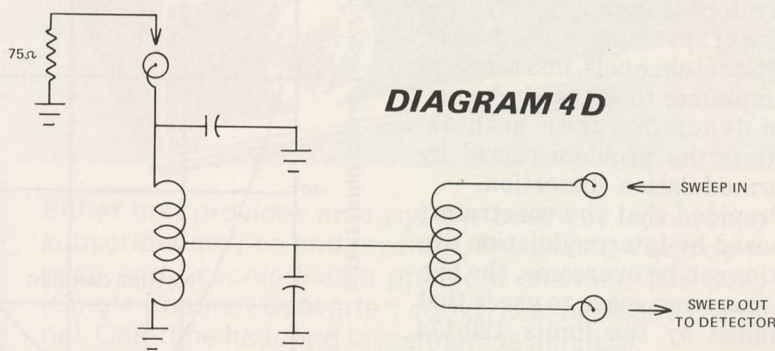 75Ω
DIAGRAM 4D
SWEEP IN
SWEEP OUT
TO DETECTOR